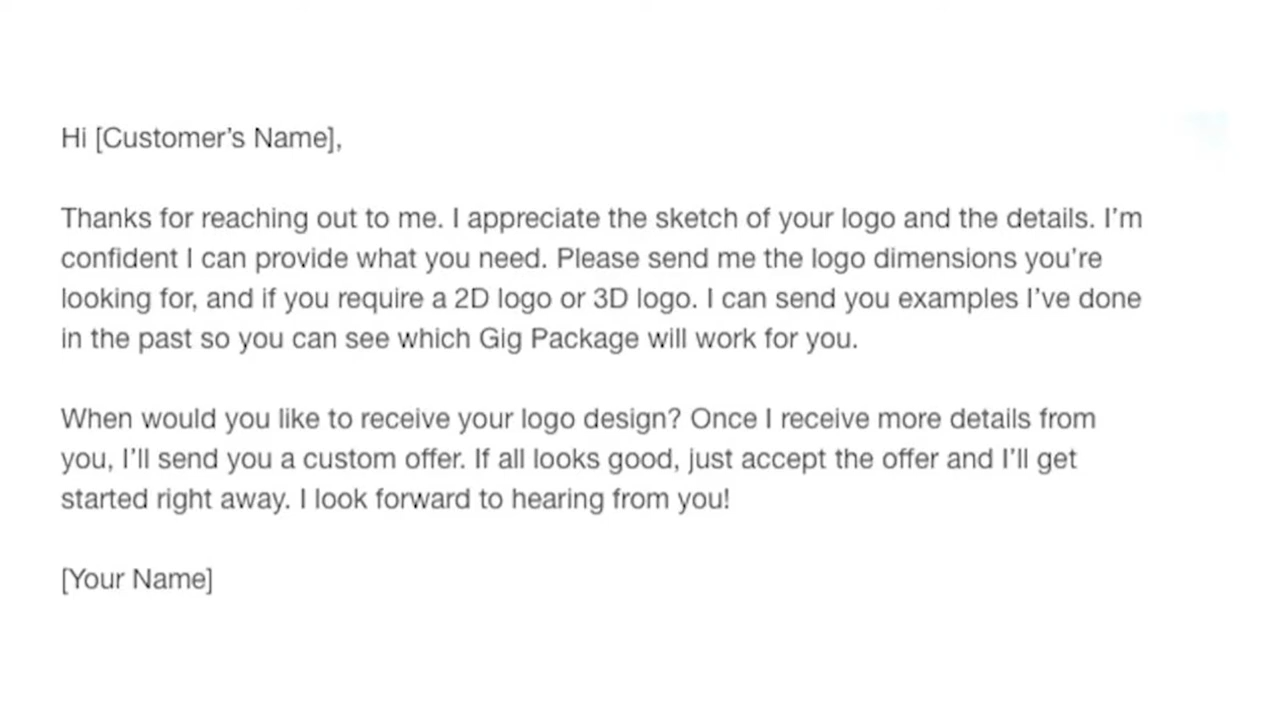 Hi [Customer’s Name],
Thanks for reaching out to me. I appreciate the sketch of your logo and the details. I’m
confident I can provide what you need. Please send me the logo dimensions you’re
looking for, and if you require a 2D logo or 3D logo. I can send you examples I’ve done
in the past so you can see which Gig Package will work for you.
When would you like to receive your logo design? Once I receive more details from
you, I’ll send you a custom offer. If all looks good, just accept the offer and I’ll get
started right away. I look forward to hearing from you!
[Your Name]